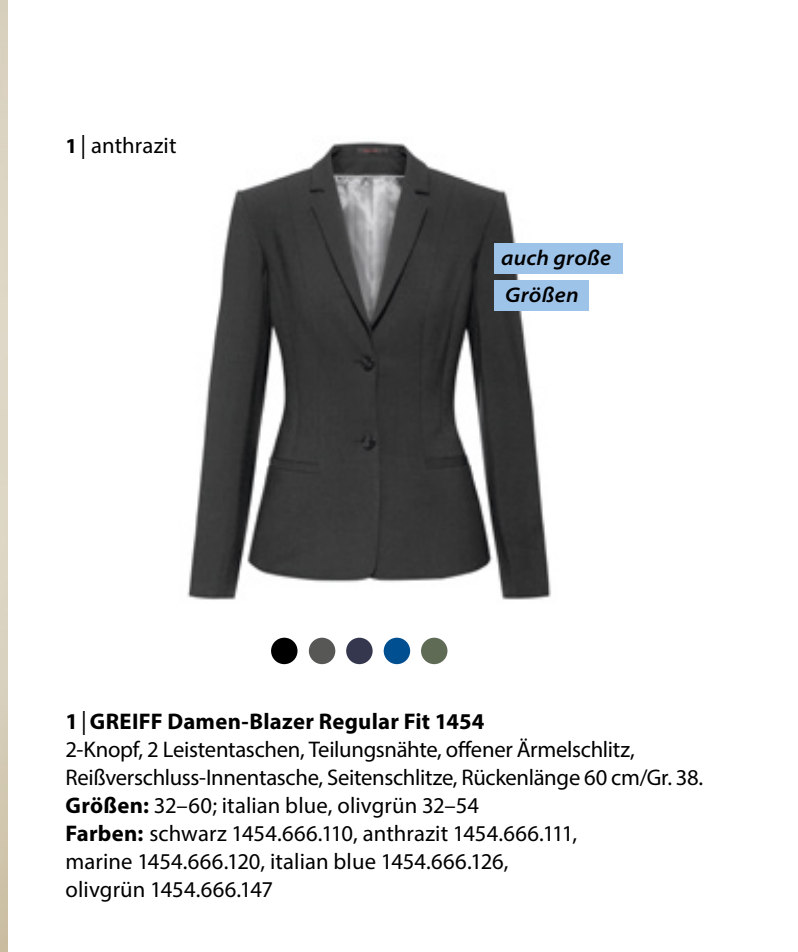 1 | anthrazit
auch große
Größen
1 | GREIFF Damen-Blazer Regular Fit 1454
2-Knopf, 2 Leistentaschen, Teilungsnähte, offener Ärmelschlitz,
Reißverschluss-Innentasche, Seitenschlitze, Rückenlänge 60 cm/Gr. 38.
Größen: 32–60; italian blue, olivgrün 32–54
Farben: schwarz 1454.666.110, anthrazit 1454.666.111,
marine 1454.666.120, italian blue 1454.666.126,
olivgrün 1454.666.147